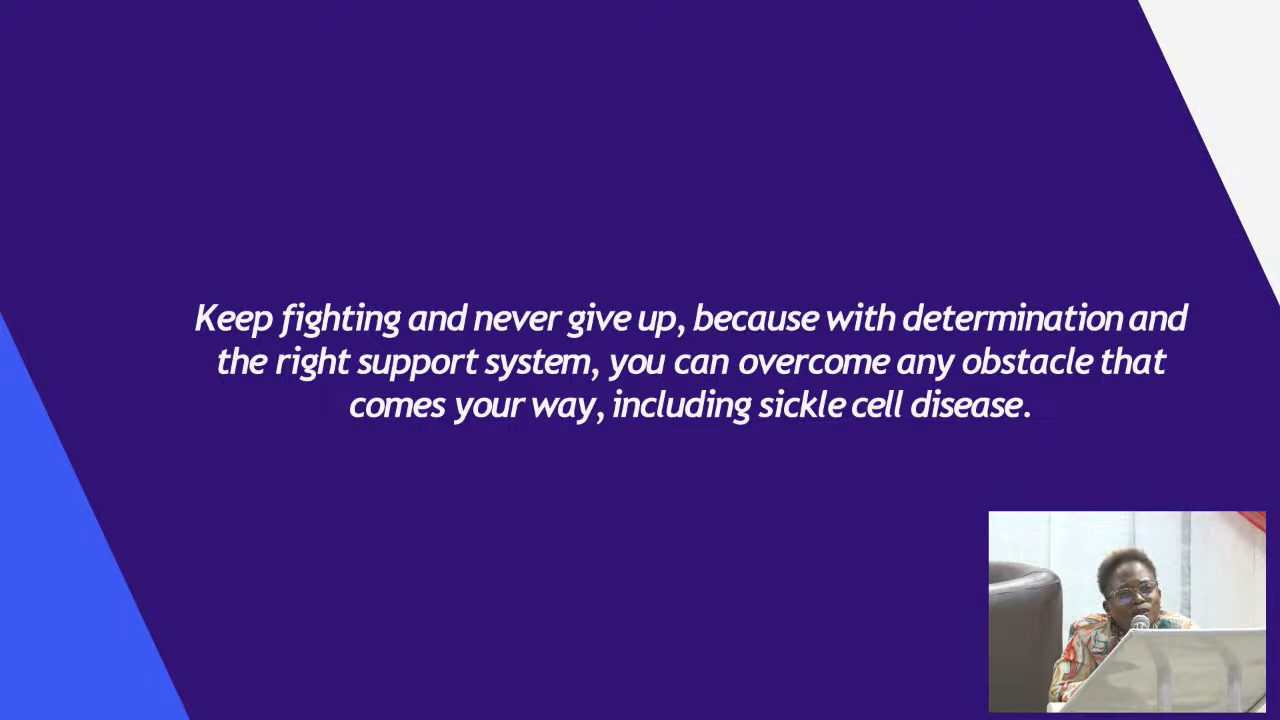 Keep fighting and never give up, because with determination and
the right support system, you can overcome any obstacle that
comes your way, including sickle cell disease.